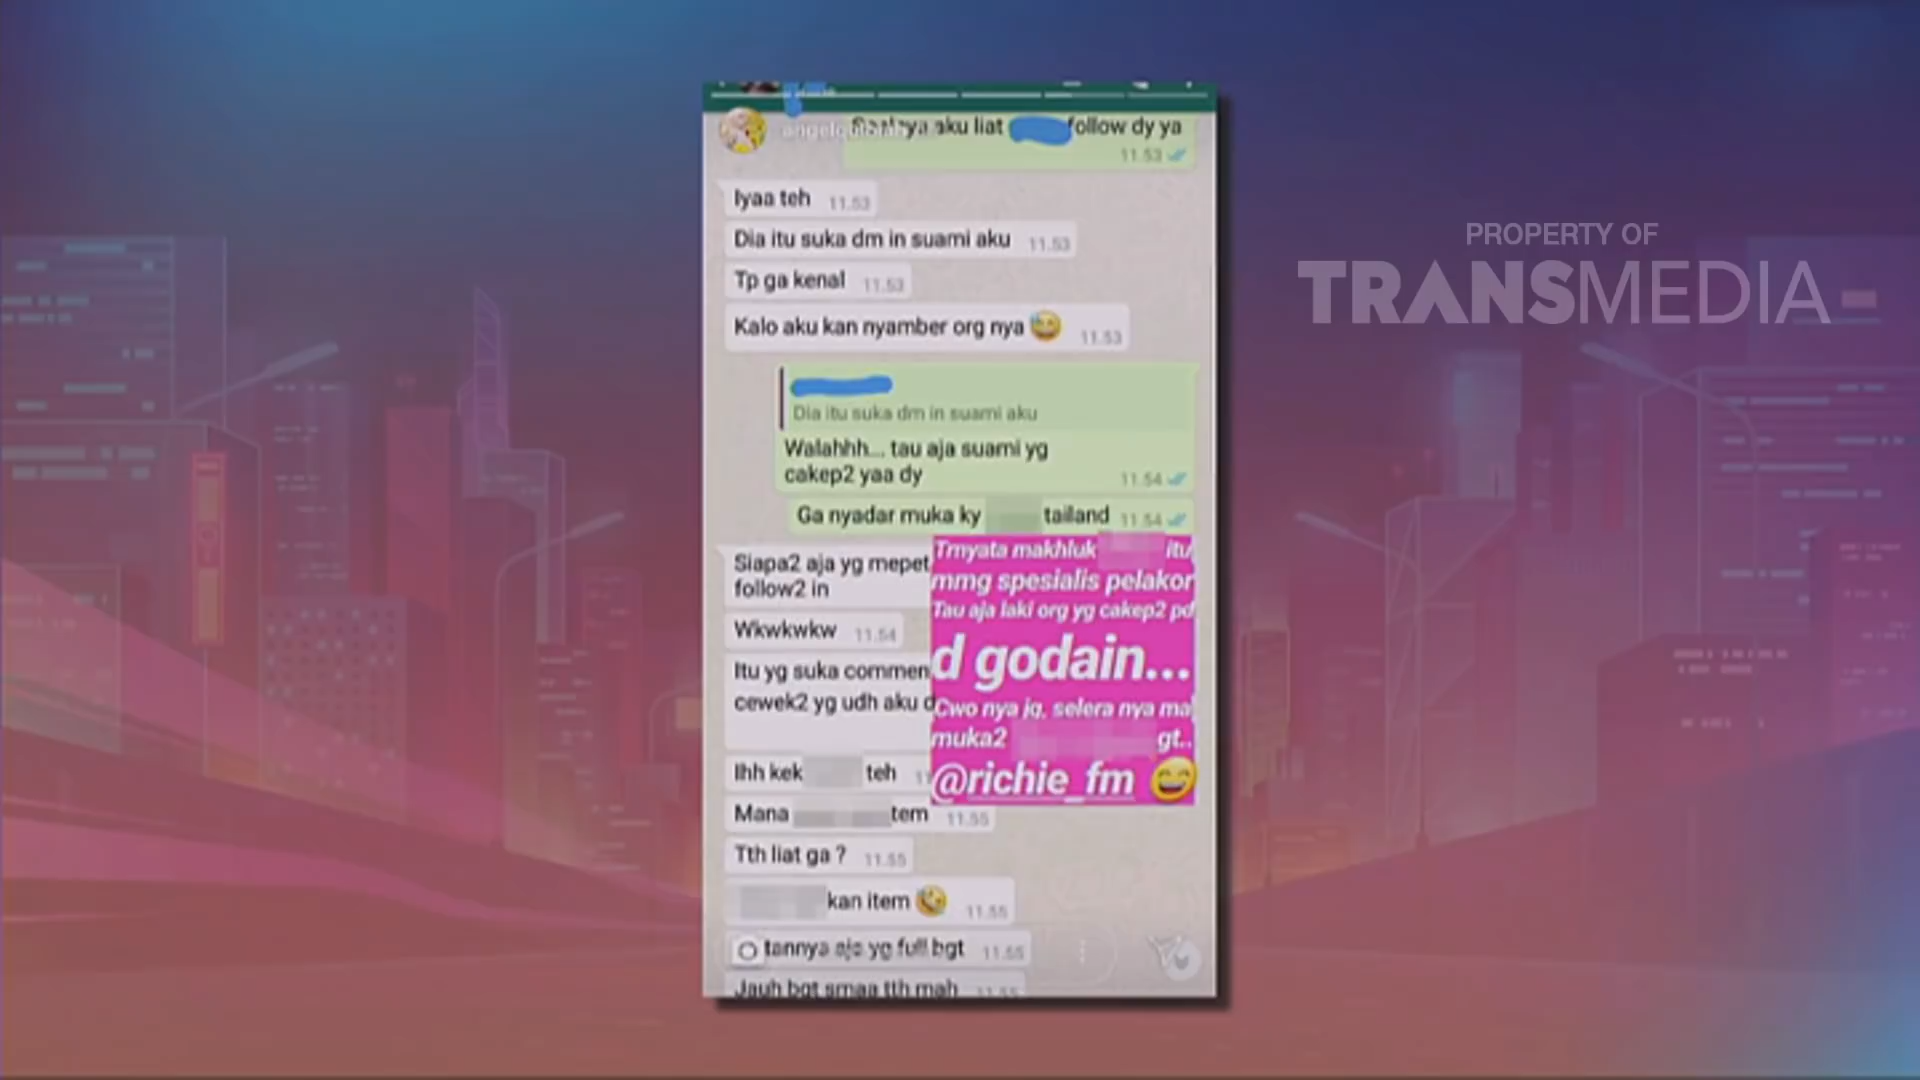 aku liat follow dy ya
11.53
Iyaa teh 11.53
Dia itu suka dm in suami aku 11.53
Tp ga kenal 11.53
Kalo aku kan nyamber org nya 11.53
Dia itu suka dm in suami aku
Walahhh... tau aja suami yg
cakep2 yaa dy 11.54
Ga nyadar muka ky tailand 11.54
Siapa2 aja yg mepet
follow2 in
Wkwkwkw 11.54
Itu yg suka commen
cewek2 yg udh aku d
Trnyata makhluk itu
mmg spesialis pelakor
Tau aja laki org yg cakep2 pd
d godain...
Cwo nya jg, selera nya ma
muka2 gt..
@richie_fm
Ihh kek teh
Mana tem 11.55
Tth liat ga ? 11.55
kan item 11.55
tannya aja yg full bgt 11.55
Jauh bgt smaa tth mah 11.55
PROPERTY OF
TRANSMEDIA